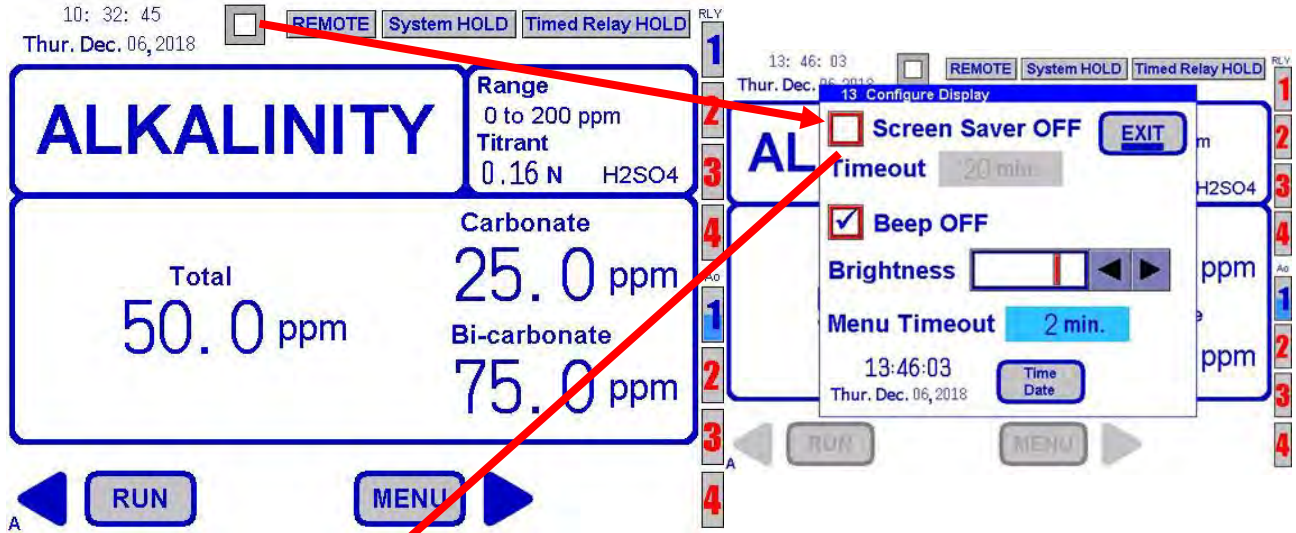 10: 32: 45
Thur. Dec. 06, 2018
REMOTE System HOLD Timed Relay HOLD
RLY
1
2
3
4
Ao
1
2
3
4
ALKALINITY
Range
0 to 200 ppm
Titrant
0.16 N H2SO4
Total
50.0 ppm
Carbonate
25.0 ppm
Bi-carbonate
75.0 ppm
RUN MENU
A
13: 46: 03
Thur. Dec. 06, 2018
REMOTE System HOLD Timed Relay HOLD
RLY
1
2
3
4
Ao
1
2
3
4
AL
m
H2SO4
ppm
ppm
13 Configure Display
Screen Saver OFF EXIT
Timeout 20 min.
Beep OFF
Brightness
Menu Timeout 2 min.
13:46:03
Thur. Dec. 06, 2018
Time
Date
RUN MENU
A